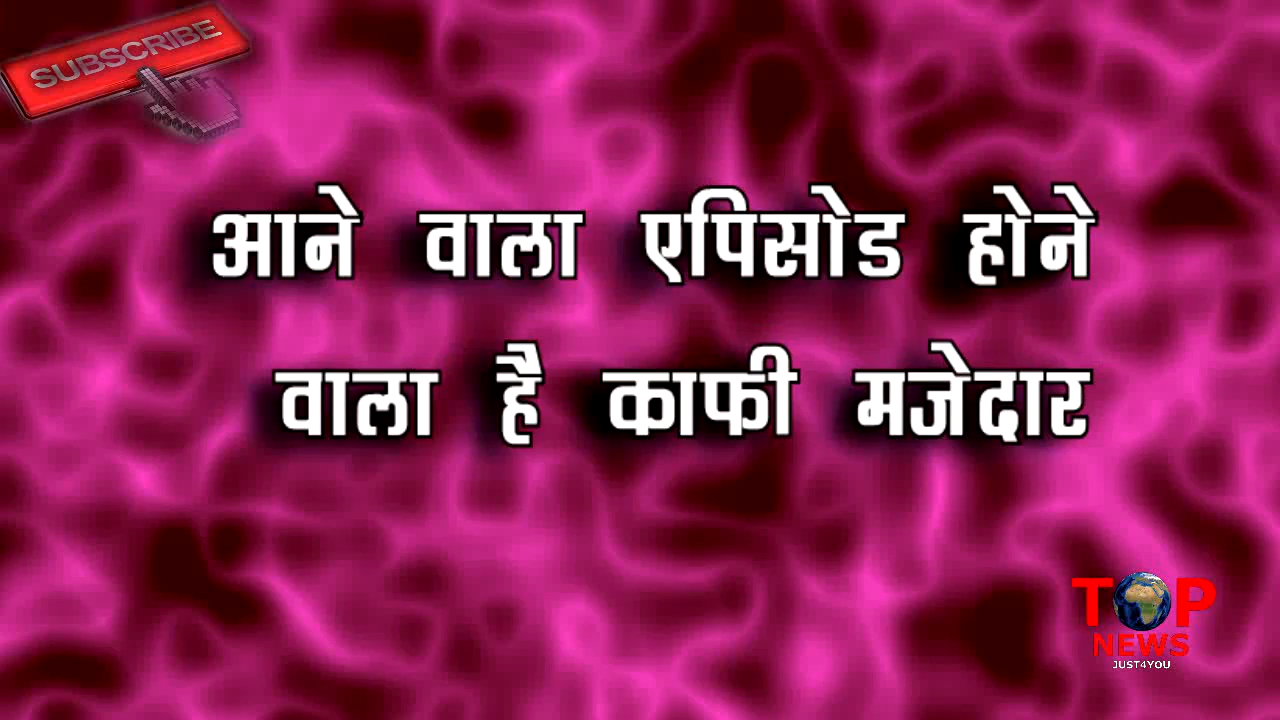 SUBSCRIBE
आने वाला एपिसोड होने
वाला है काफी मजेदार
TOP
NEWS
JUST4YOU